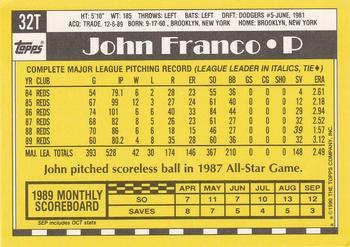 32T
Topps
HT: 5'10" WT: 185 THROWS: LEFT BATS: LEFT DRFT: DODGERS #5-JUNE, 1981
ACQ: TRADE, 12-6-89 BORN: 9-17-60, BROOKLYN, NEW YORK HOME: BROOKLYN, NEW YORK
John Franco • P
COMPLETE MAJOR LEAGUE PITCHING RECORD (LEAGUE LEADER IN ITALICS, TIE ♦)
YR CLUB G IP W L R ER SO BB GS CG SHO SV ERA
84 REDS 54 79.1 6 2 28 23 55 36 0 0 0 4 2.61
85 REDS 67 99 12 3 27 24 61 40 0 0 0 12 2.18
86 REDS 74 101 6 6 40 33 84 44 0 0 0 29 2.94
87 REDS 68 82 8 5 26 23 61 27 0 0 0 32 2.52
88 REDS 70 86 6 6 18 15 46 27 0 0 0 39 1.57
89 REDS 60 80.2 4 8 35 28 60 36 0 0 0 32 3.12
MAJ. LEA. TOTALS 393 528 42 30 174 146 367 210 0 0 0 148 2.49
John pitched scoreless ball in 1987 All-Star Game.
1989 MONTHLY SCOREBOARD
APR MAY JUN JUL AUG SEP
SO 7 13 11 11 7 11
SAVES 8 7 5 4 5 3
SEP INCLUDES OCT STATS
© 1990 THE TOPPS COMPANY, INC.